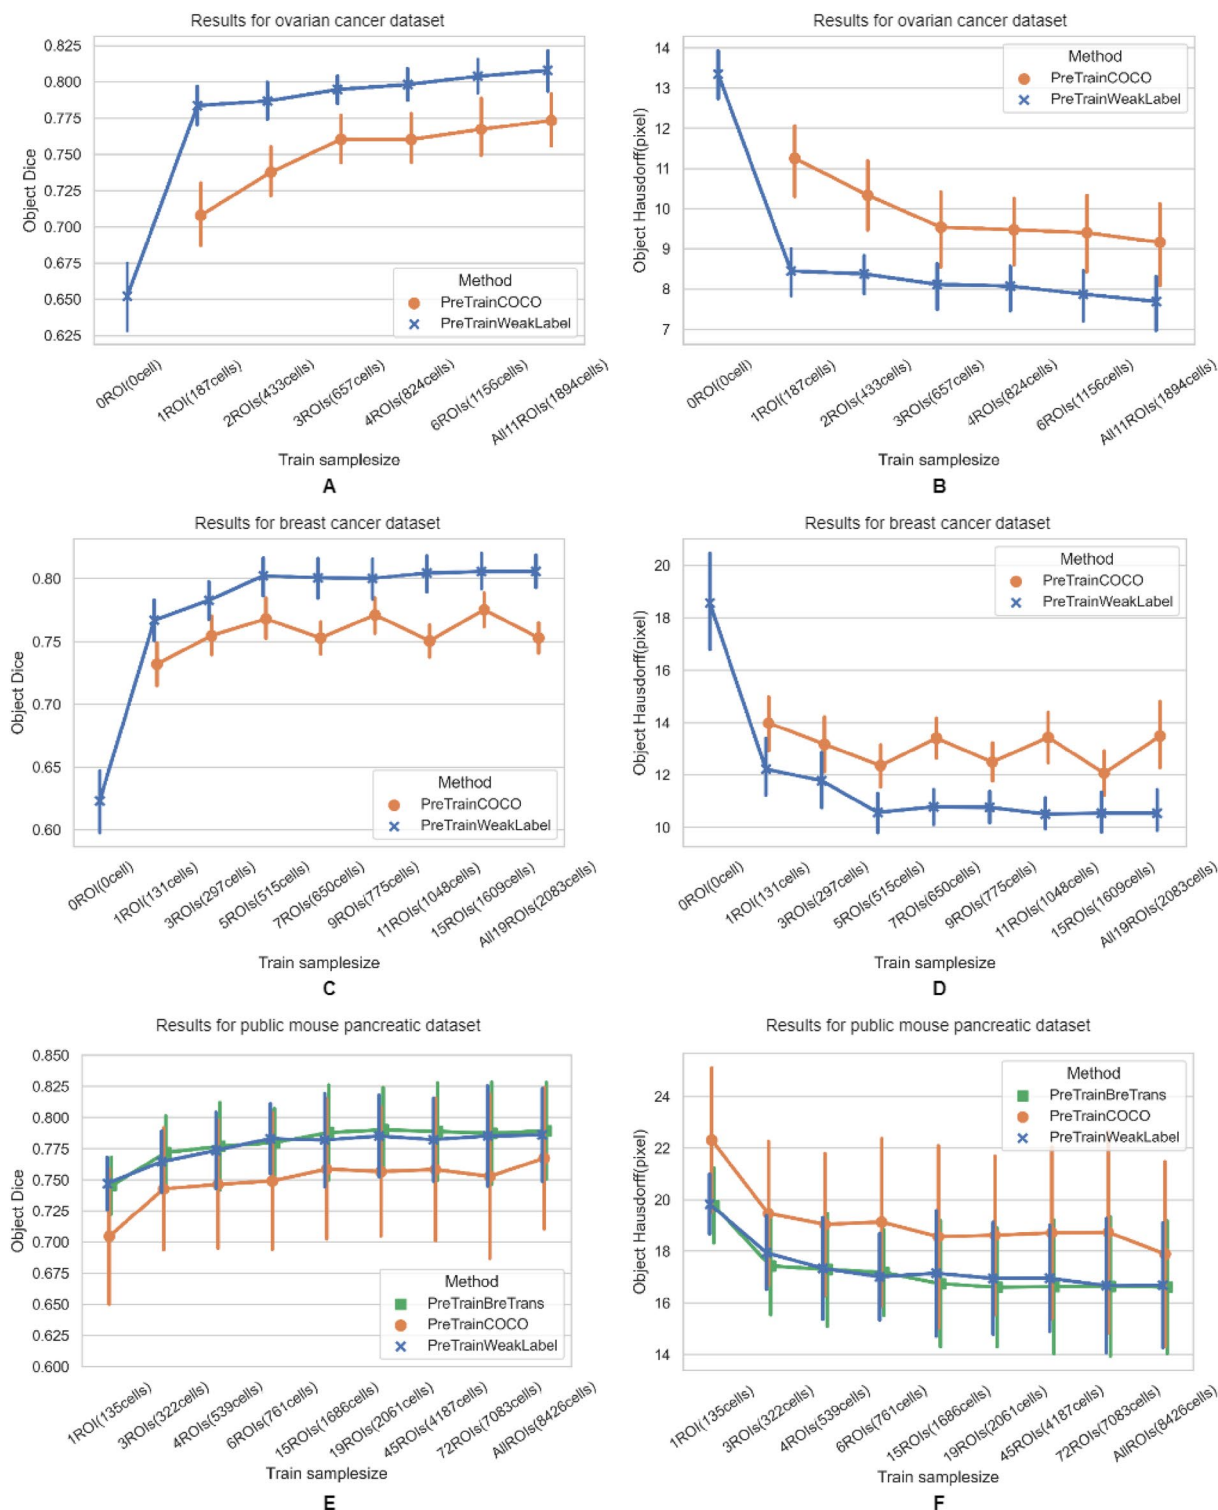 Results for ovarian cancer dataset
0.825
0.800
0.775
0.750
0.725
0.700
0.675
0.650
0.625
Object Dice
Method
PreTrainCOCO
PreTrainWeakLabel
0ROI(0cell)
1ROI(187cells)
2ROIs(433cells)
3ROIs(657cells)
4ROIs(824cells)
6ROIs(1156cells)
All11ROIs(1894cells)
Train samplesize
A
Results for ovarian cancer dataset
14
13
12
11
10
9
8
7
Object Hausdorff(pixel)
Method
PreTrainCOCO
PreTrainWeakLabel
0ROI(0cell)
1ROI(187cells)
2ROIs(433cells)
3ROIs(657cells)
4ROIs(824cells)
6ROIs(1156cells)
All11ROIs(1894cells)
Train samplesize
B
Results for breast cancer dataset
0.80
0.75
0.70
0.65
0.60
Object Dice
Method
PreTrainCOCO
PreTrainWeakLabel
0ROI(0cell)
1ROI(131cells)
3ROIs(297cells)
5ROIs(515cells)
7ROIs(650cells)
9ROIs(775cells)
11ROIs(1048cells)
15ROIs(1609cells)
All19ROIs(2083cells)
Train samplesize
C
Results for breast cancer dataset
20
18
16
14
12
10
Object Hausdorff(pixel)
Method
PreTrainCOCO
PreTrainWeakLabel
0ROI(0cell)
1ROI(131cells)
3ROIs(297cells)
5ROIs(515cells)
7ROIs(650cells)
9ROIs(775cells)
11ROIs(1048cells)
15ROIs(1609cells)
All19ROIs(2083cells)
Train samplesize
D
Results for public mouse pancreatic dataset
0.850
0.825
0.800
0.775
0.750
0.725
0.700
0.675
0.650
0.625
0.600
Object Dice
Method
PreTrainBreTrans
PreTrainCOCO
PreTrainWeakLabel
1ROI(135cells)
3ROIs(322cells)
4ROIs(539cells)
6ROIs(761cells)
15ROIs(1686cells)
19ROIs(2061cells)
45ROIs(4187cells)
72ROIs(7083cells)
AllROIs(8426cells)
Train samplesize
E
Results for public mouse pancreatic dataset
24
22
20
18
16
14
Object Hausdorff(pixel)
Method
PreTrainBreTrans
PreTrainCOCO
PreTrainWeakLabel
1ROI(135cells)
3ROIs(322cells)
4ROIs(539cells)
6ROIs(761cells)
15ROIs(1686cells)
19ROIs(2061cells)
45ROIs(4187cells)
72ROIs(7083cells)
AllROIs(8426cells)
Train samplesize
F